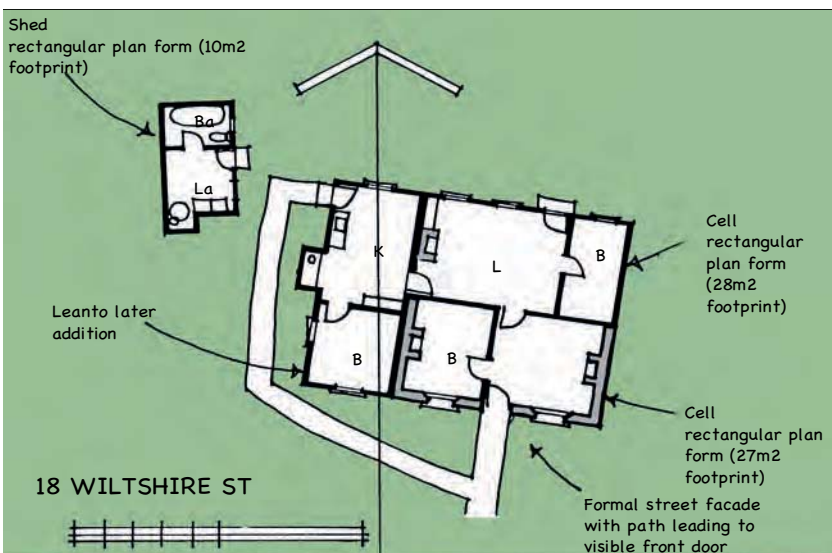 Shed
rectangular plan form (10m2
footprint)
Ba
La
K
L
B
Cell
rectangular
plan form
(28m2
footprint)
Leanto later
addition
B
B
Cell
rectangular plan
form (27m2
footprint)
18 WILTSHIRE ST
Formal street facade
with path leading to
visible front door